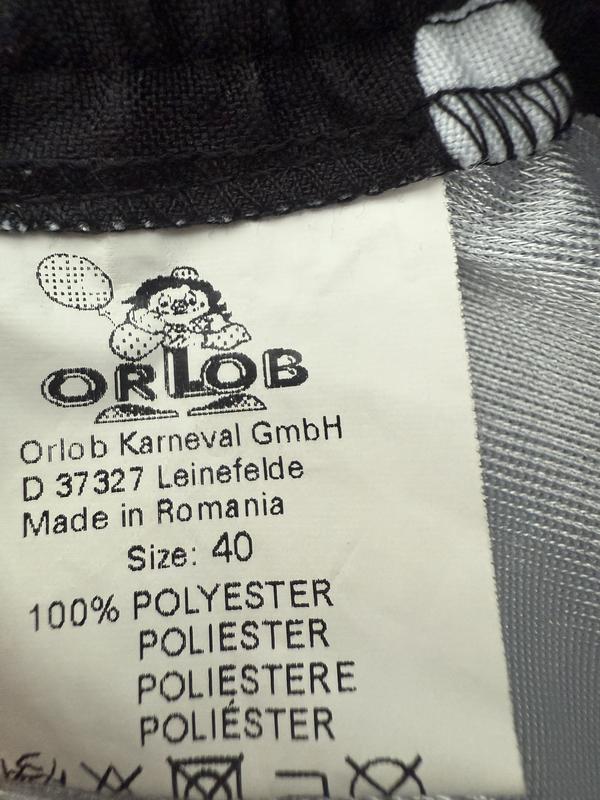 ORLOB
Orlob Karneval GmbH
D 37327 Leinefelde
Made in Romania
Size: 40
100% POLYESTER
POLIESTER
POLIESTERE
POLIÉSTER